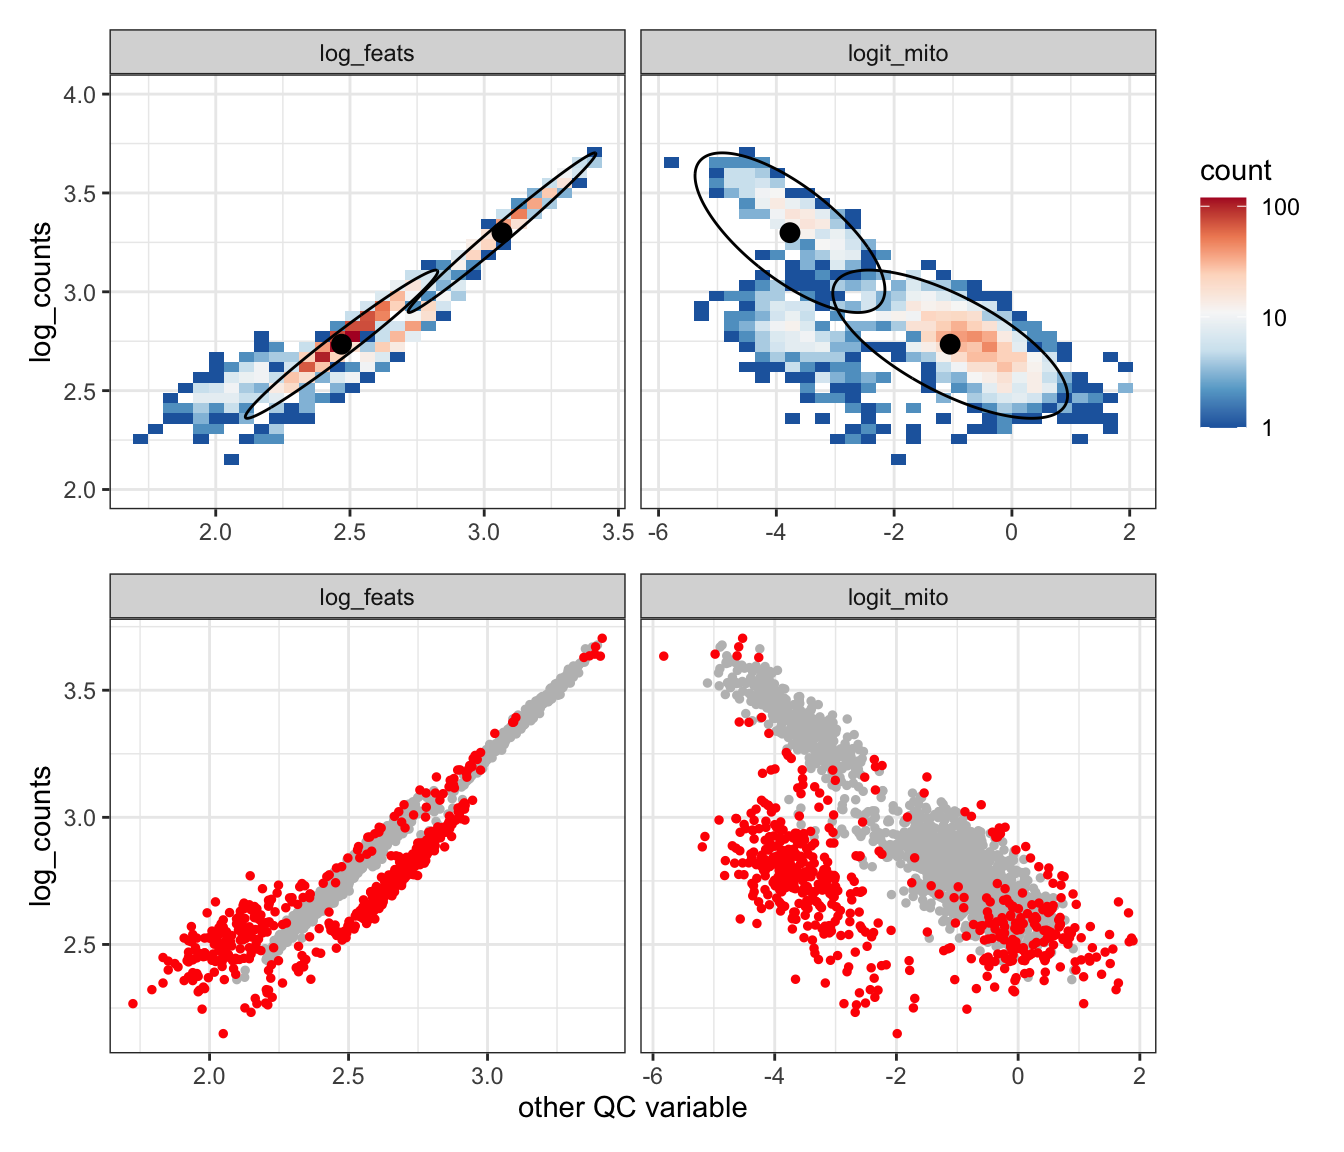 log_feats
logit_mito
4.0
3.5
3.0
2.5
2.0
log_counts
2.0 2.5 3.0 3.5
-6 -4 -2 0 2
count
100
10
1
log_feats
logit_mito
3.5
3.0
2.5
log_counts
2.0 2.5 3.0
-6 -4 -2 0 2
other QC variable